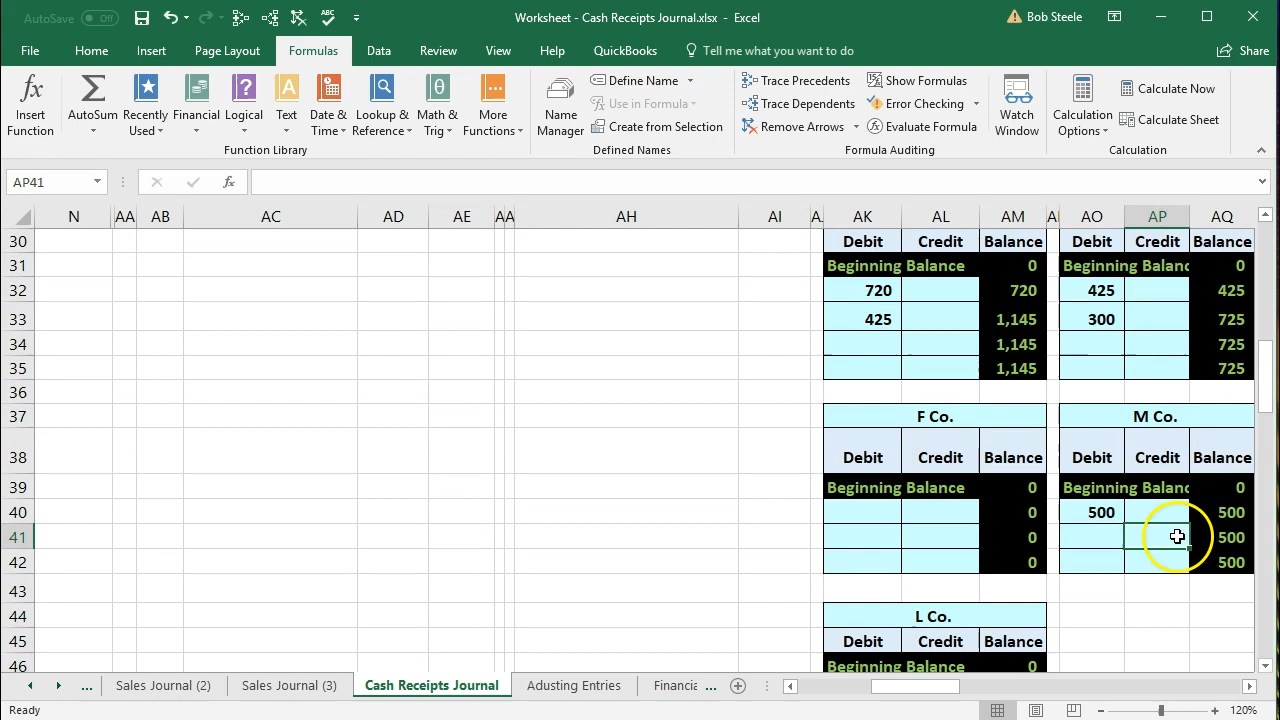 AutoSave Off Worksheet - Cash Receipts Journal.xlsx - Excel Bob Steele
File Home Insert Page Layout Formulas Data Review View Help QuickBooks Tell me what you want to do Share
Insert Function
AutoSum
Recently Used
Financial
Logical
Text
Date & Time
Lookup & Reference
Math & Trig
More Functions
Function Library
Name Manager
Define Name
Use in Formula
Create from Selection
Defined Names
Trace Precedents
Trace Dependents
Remove Arrows
Show Formulas
Error Checking
Evaluate Formula
Formula Auditing
Watch Window
Calculation Options
Calculate Now
Calculate Sheet
Calculation
AP41 fx
N AA AB AC AD AE AA AH AI AK AL AM AO AP AQ
30 Debit Credit Balance Debit Credit Balance
31 Beginning Balance 0 Beginning Balanc 0
32 720 720 425 425
33 425 1,145 300 725
34 1,145 725
35 1,145 725
36
37 F Co. M Co.
38 Debit Credit Balance Debit Credit Balance
39 Beginning Balance 0 Beginning Balanc 0
40 0 500 500
41 0 500
42 0 500
43
44 L Co.
45 Debit Credit Balance
46 Beginning Balance 0
... Sales Journal (2) Sales Journal (3) Cash Receipts Journal Adusting Entries Financia ...
Ready 120%